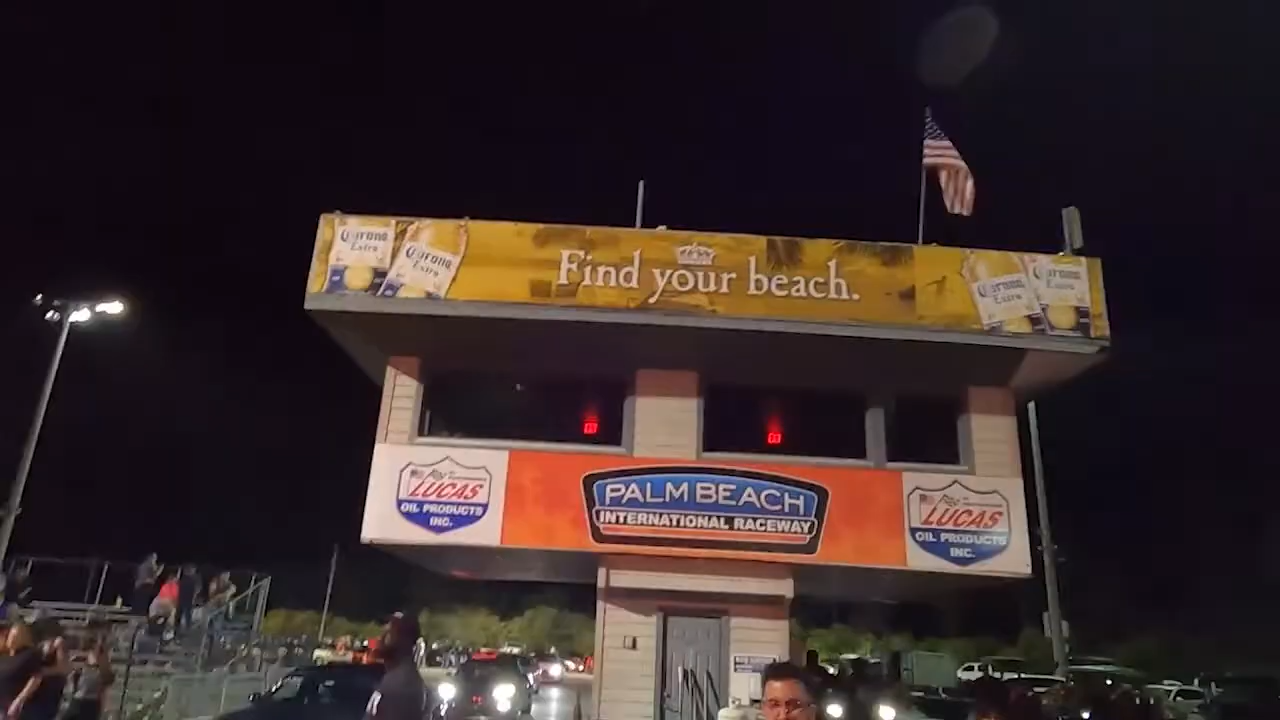 Corona
Extra
Corona
Extra
Find your beach.
Corona
Extra
Corona
Extra
LUCAS
OIL PRODUCTS
INC.
PALM BEACH
INTERNATIONAL RACEWAY
LUCAS
OIL PRODUCTS
INC.